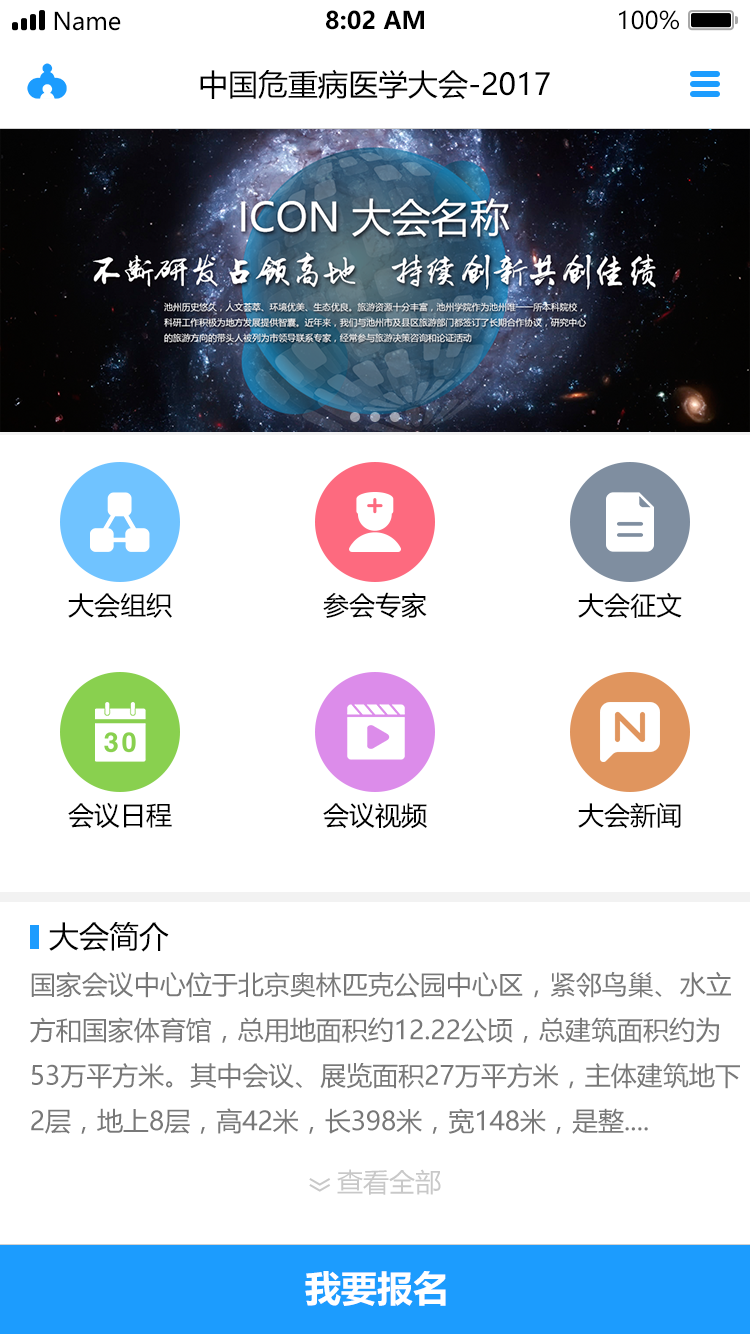 Name
8:02 AM
100%
中国危重病医学大会-2017
ICON 大会名称
不断研发占领高地 持续创新共创佳绩
池州历史悠久，人文荟萃、环境优美、生态优良。旅游资源十分丰富，池州学院作为池州唯一一所本科院校，
科研工作积极为地方发展提供智囊。近年来，我们与池州市及县区旅游部门都签订了长期合作协议，研究中心
的旅游方向的带头人被列为市领导联系专家，经常参与旅游决策咨询和论证活动
大会组织
参会专家
大会征文
30
N
会议日程
会议视频
大会新闻
大会简介
国家会议中心位于北京奥林匹克公园中心区，紧邻鸟巢、水立
方和国家体育馆，总用地面积约12.22公顷，总建筑面积约为
53万平方米。其中会议、展览面积27万平方米，主体建筑地下
2层，地上8层，高42米，长398米，宽148米，是整....
查看全部
我要报名